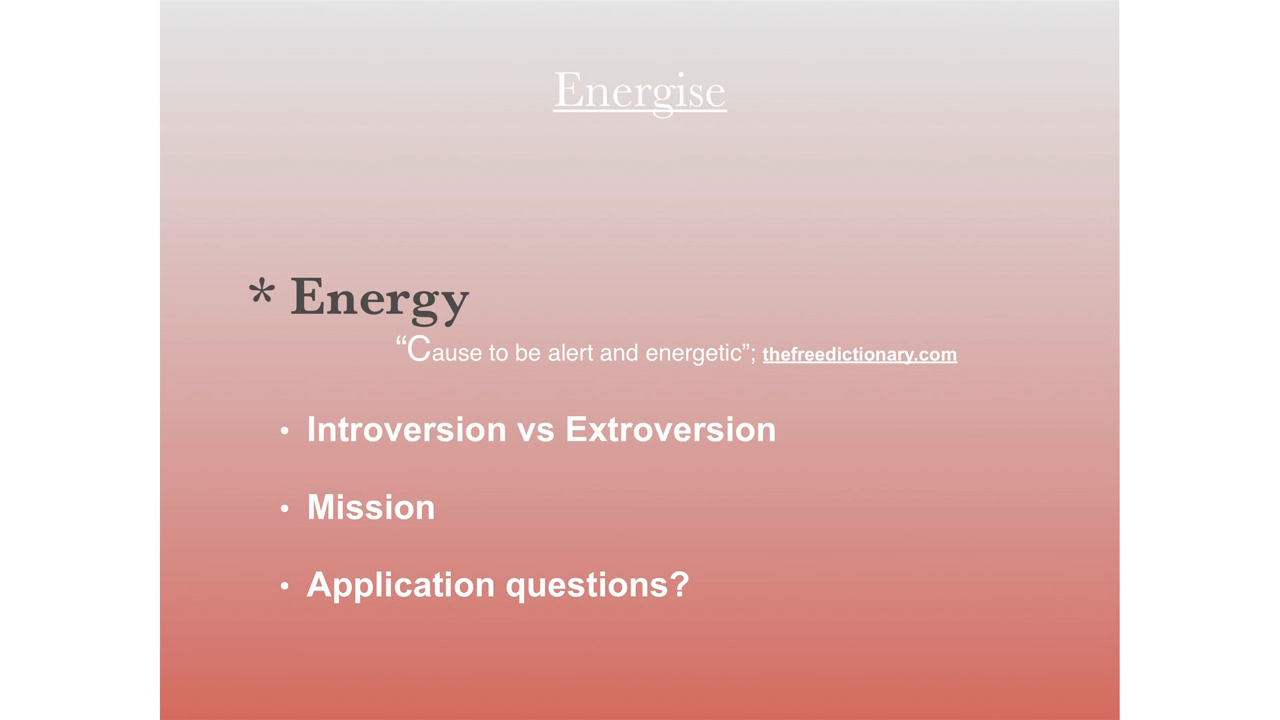 Energise
* Energy
“Cause to be alert and energetic”; thefreedictionary.com
• Introversion vs Extroversion
• Mission
• Application questions?